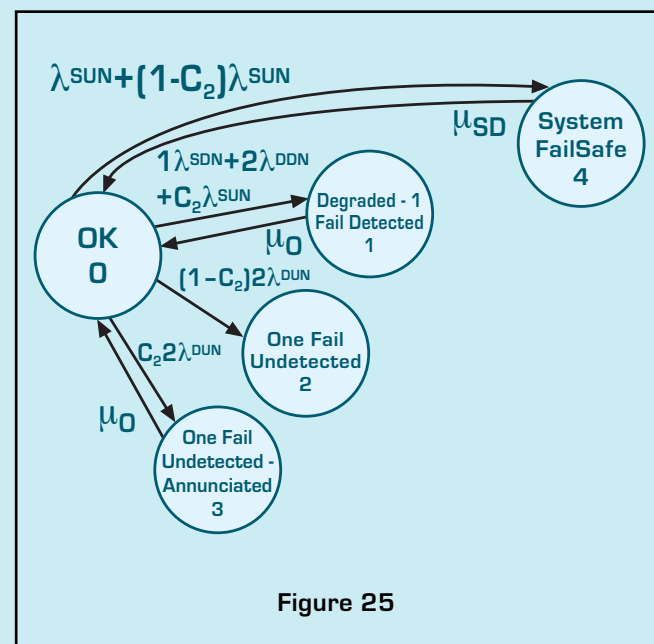 λSUN+(1-C₂)λSUN
μSD
System
FailSafe
4
1λSDN+2λDDN
+C₂λSUN
Degraded - 1
Fail Detected
1
μO
OK
0
(1-C₂)2λDUN
One Fail
Undetected
2
C₂2λDUN
μO
One Fail
Undetected -
Annunciated
3
Figure 25